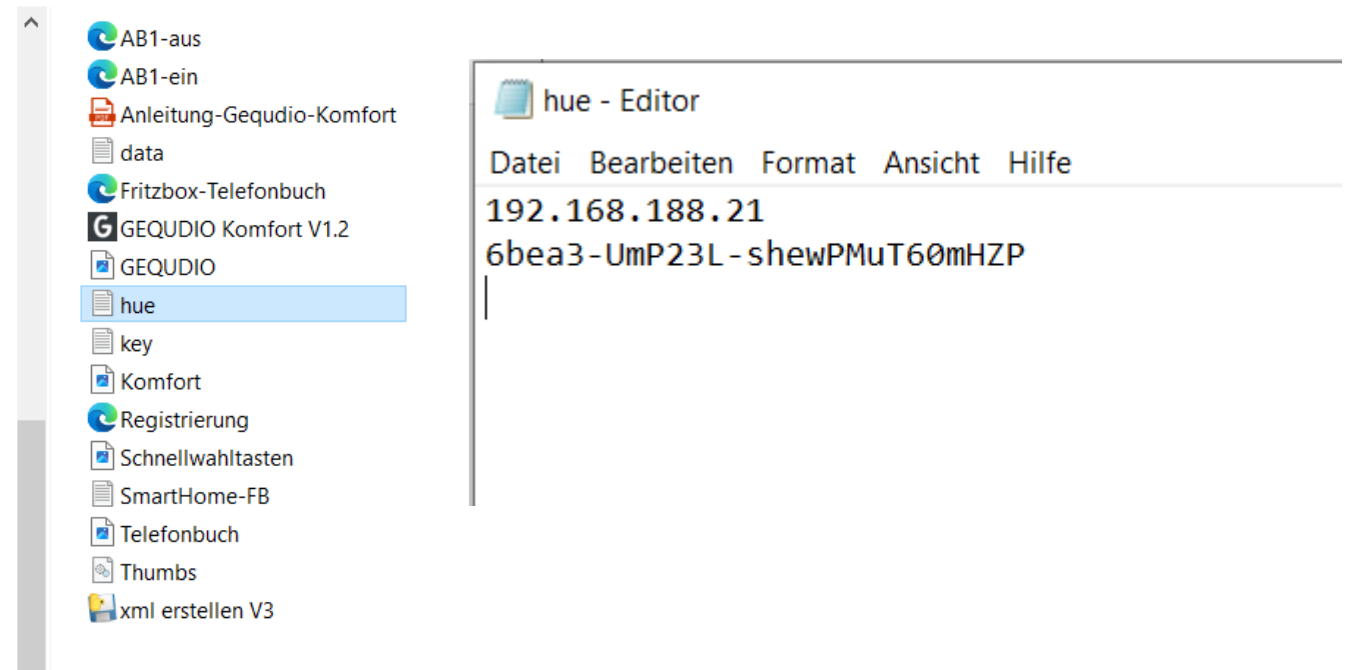 AB1-aus
AB1-ein
Anleitung-Gequdio-Komfort
data
Fritzbox-Telefonbuch
GEQUDIO Komfort V1.2
GEQUDIO
hue
key
Komfort
Registrierung
Schnellwahltasten
SmartHome-FB
Telefonbuch
Thumbs
xml erstellen V3
hue - Editor
Datei Bearbeiten Format Ansicht Hilfe
192.168.188.21
6bea3-UmP23L-shewPMuT60mHZP